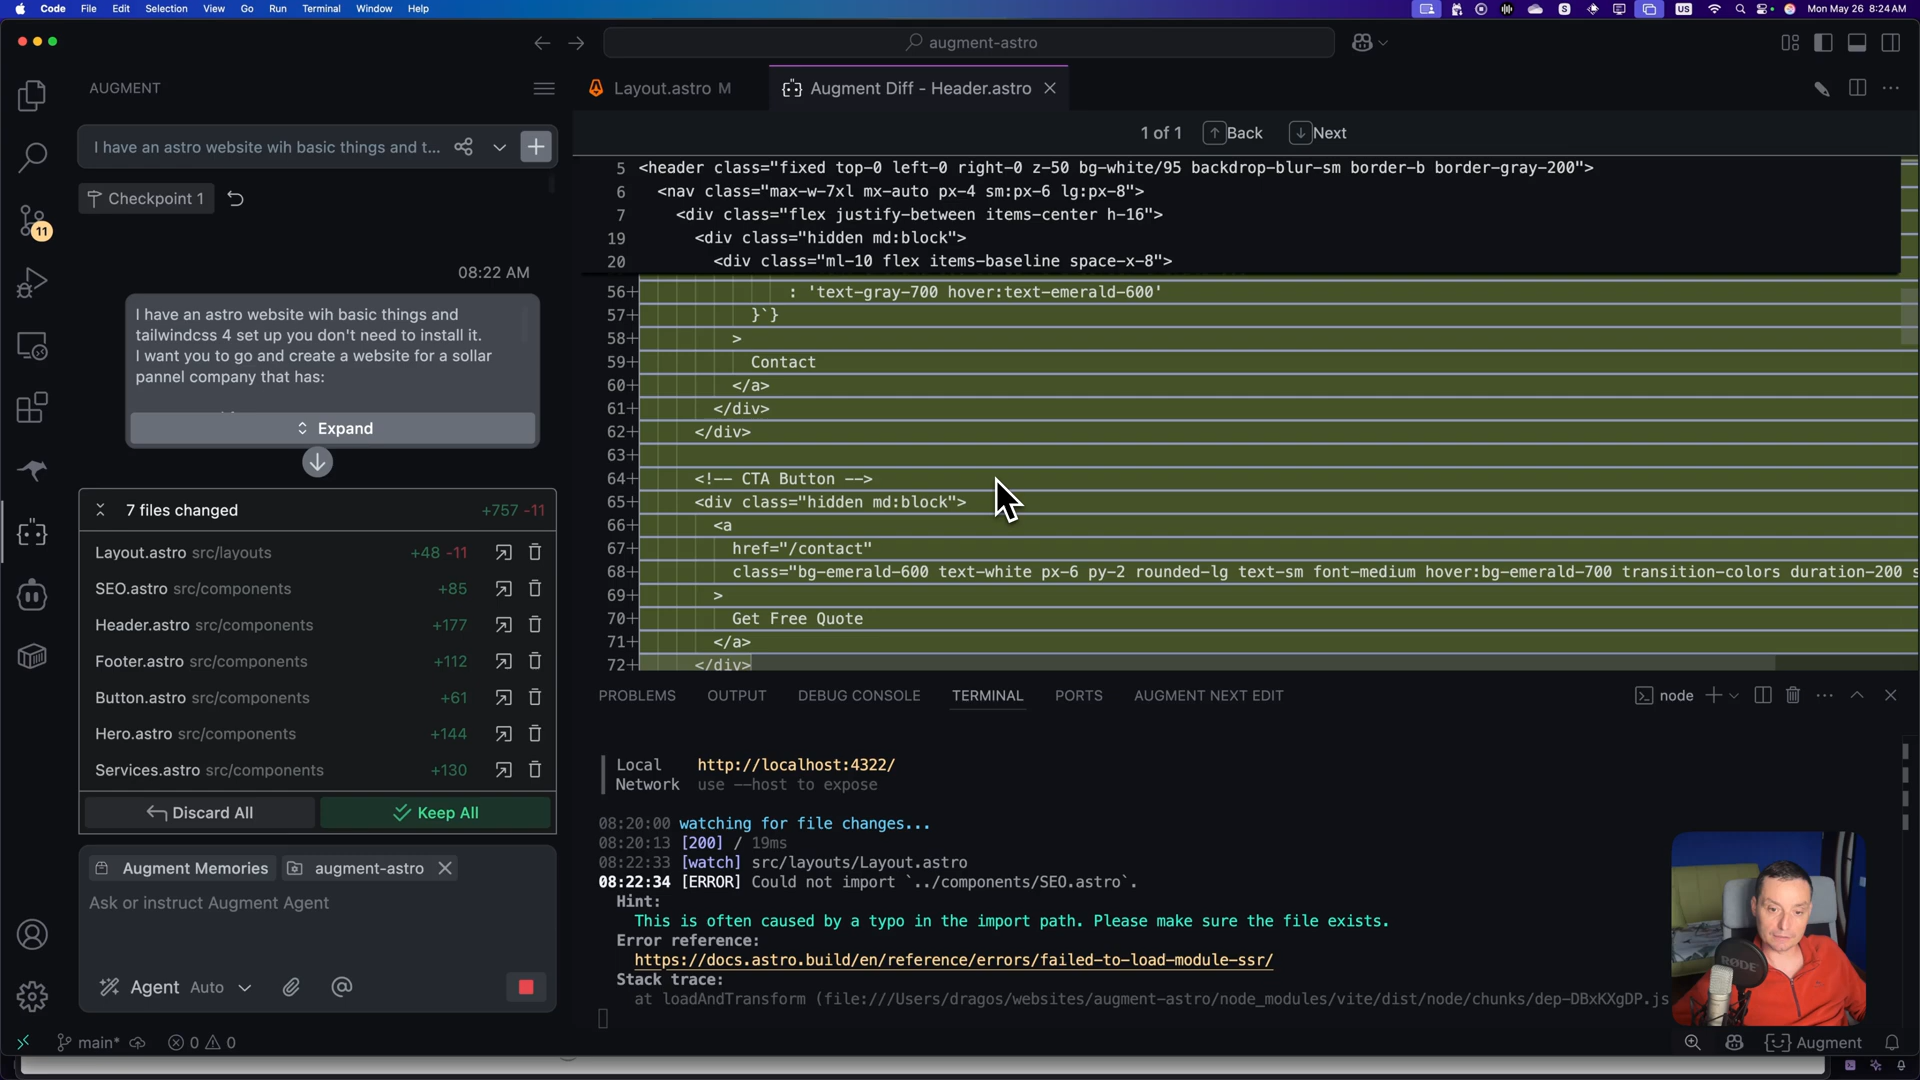 Code File Edit Selection View Go Run Terminal Window Help
US Mon May 26 8:24 AM
augment-astro
AUGMENT
Layout.astro M
Augment Diff - Header.astro
I have an astro website wih basic things and t...
1 of 1 Back Next
Checkpoint 1
11
08:22 AM
I have an astro website wih basic things and
tailwindcss 4 set up you don't need to install it.
I want you to go and create a website for a sollar
pannel company that has:
Expand
7 files changed +757 -11
Layout.astro src/layouts +48 -11
SEO.astro src/components +85
Header.astro src/components +177
Footer.astro src/components +112
Button.astro src/components +61
Hero.astro src/components +144
Services.astro src/components +130
Discard All Keep All
Augment Memories augment-astro
Ask or instruct Augment Agent
Agent Auto
5 <header class="fixed top-0 left-0 right-0 z-50 bg-white/95 backdrop-blur-sm border-b border-gray-200">
6 <nav class="max-w-7xl mx-auto px-4 sm:px-6 lg:px-8">
7 <div class="flex justify-between items-center h-16">
19 <div class="hidden md:block">
20 <div class="ml-10 flex items-baseline space-x-8">
56+ : 'text-gray-700 hover:text-emerald-600'
57+ }`}
58+ >
59+ Contact
60+ </a>
61+ </div>
62+ </div>
63+
64+ <!-- CTA Button -->
65+ <div class="hidden md:block">
66+ <a
67+ href="/contact"
68+ class="bg-emerald-600 text-white px-6 py-2 rounded-lg text-sm font-medium hover:bg-emerald-700 transition-colors duration-200 s
69+ >
70+ Get Free Quote
71+ </a>
72+ </div>
PROBLEMS OUTPUT DEBUG CONSOLE TERMINAL PORTS AUGMENT NEXT EDIT
node
Local http://localhost:4322/
Network use --host to expose
08:20:00 watching for file changes...
08:20:13 [200] / 19ms
08:22:33 [watch] src/layouts/Layout.astro
08:22:34 [ERROR] Could not import `../components/SEO.astro`.
Hint:
This is often caused by a typo in the import path. Please make sure the file exists.
Error reference:
https://docs.astro.build/en/reference/errors/failed-to-load-module-ssr/
Stack trace:
at loadAndTransform (file:///Users/dragos/websites/augment-astro/node_modules/vite/dist/node/chunks/dep-DBxKXgDP.js
RØDE
main* 0 0
Augment